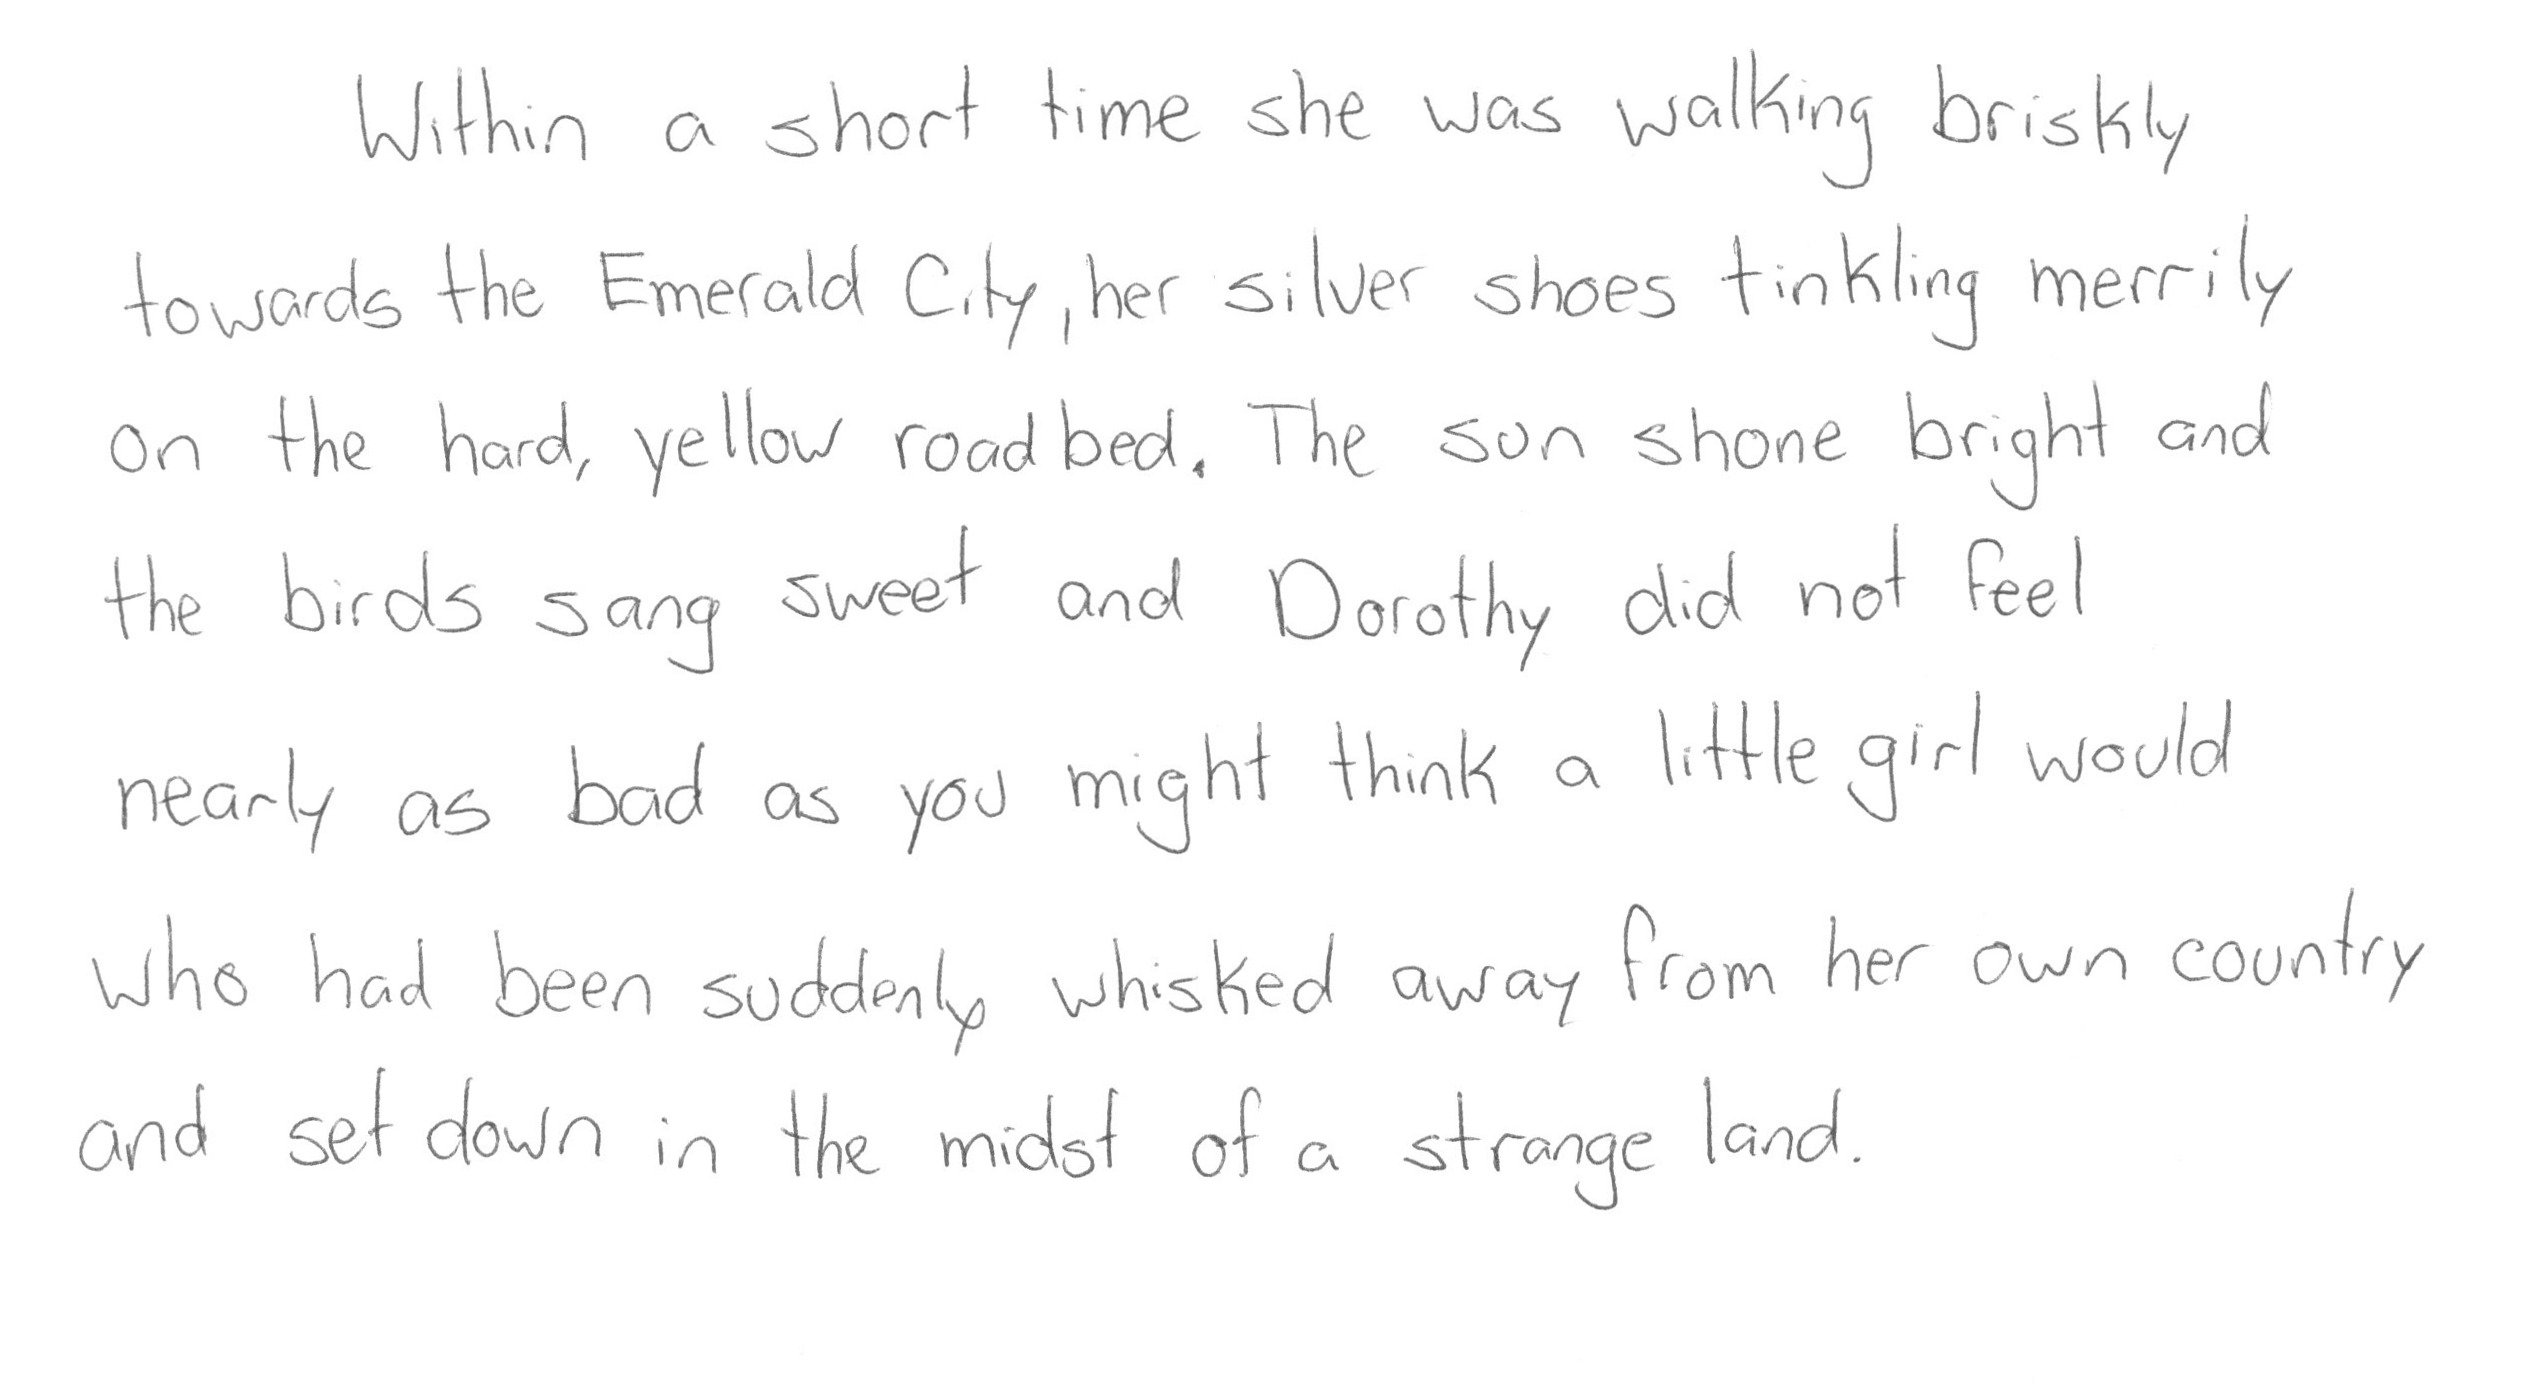 Within a short time she was walking briskly
towards the Emerald City, her silver shoes tinkling merrily
on the hard, yellow roadbed. The sun shone bright and
the birds sang sweet and Dorothy did not feel
nearly as bad as you might think a little girl would
who had been suddenly whisked away from her own country
and set down in the midst of a strange land.